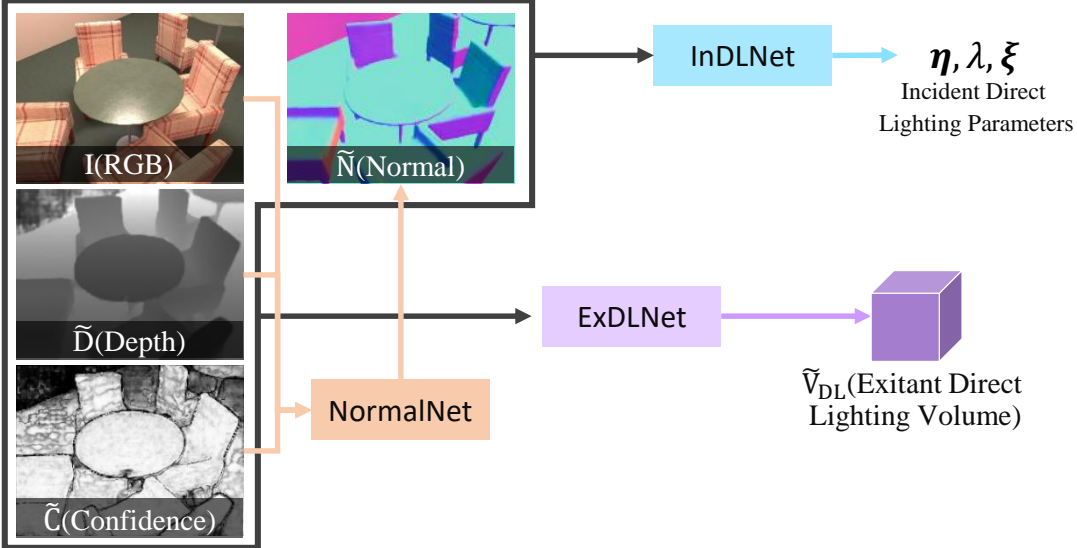 I(RGB)
Ñ(Normal)
InDLNet
η, λ, ξ
Incident Direct
Lighting Parameters
D̃(Depth)
ExDLNet
Ṽ_DL(Exitant Direct
Lighting Volume)
NormalNet
C̃(Confidence)